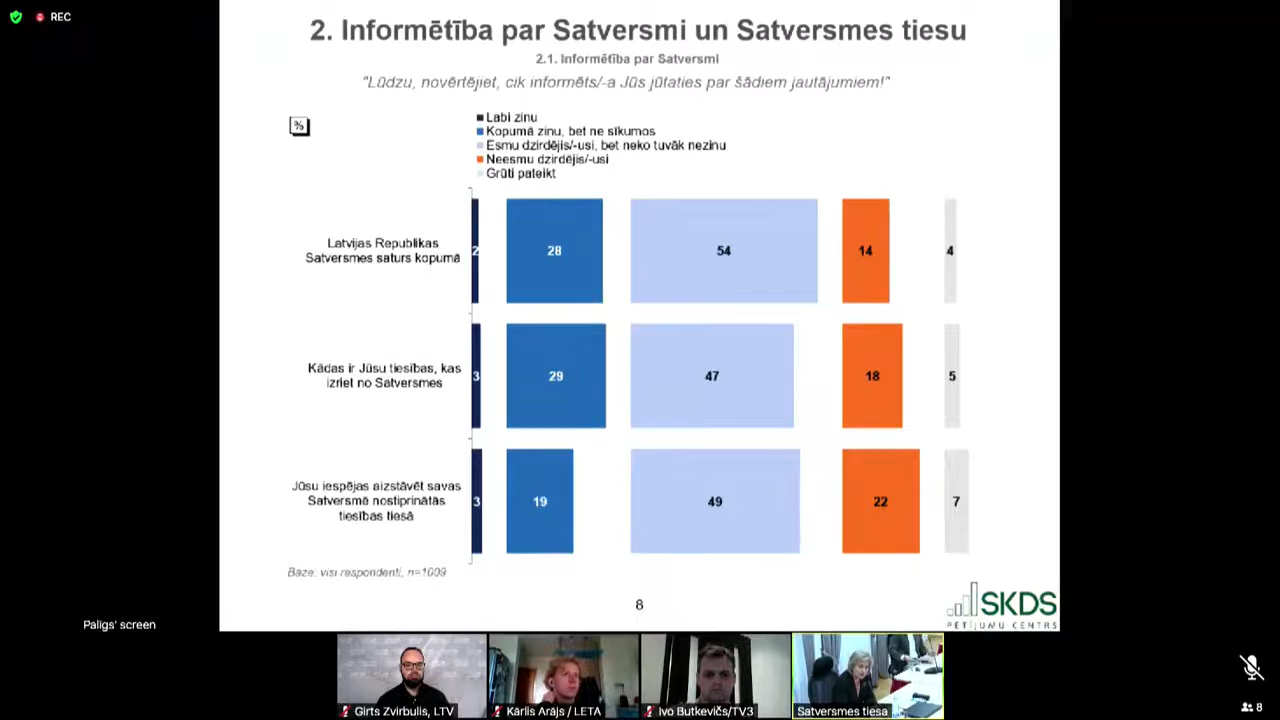 REC
2. Informētība par Satversmi un Satversmes tiesu
2.1. Informētība par Satversmi
"Lūdzu, novērtējiet, cik informēts/-a Jūs jūtaties par šādiem jautājumiem!"
%
Labi zinu
Kopumā zinu, bet ne sīkumos
Esmu dzirdējis/-usi, bet neko tuvāk nezinu
Neesmu dzirdējis/-usi
Grūti pateikt
Latvijas Republikas
Satversmes saturs kopumā
2 28 54 14 4
Kādas ir Jūsu tiesības, kas
izriet no Satversmes
3 29 47 18 5
Jūsu iespējas aizstāvēt savas
Satversmē nostiprinātās
tiesības tiesā
3 19 49 22 7
Bāze: visi respondenti, n=1009
8
SKDS
PĒTĪJUMU CENTRS
Palīgs' screen
Girts Zvirbulis, LTV
Kārlis Arājs / LETA
Ivo Butkevičs/TV3
Satversmes tiesa
8